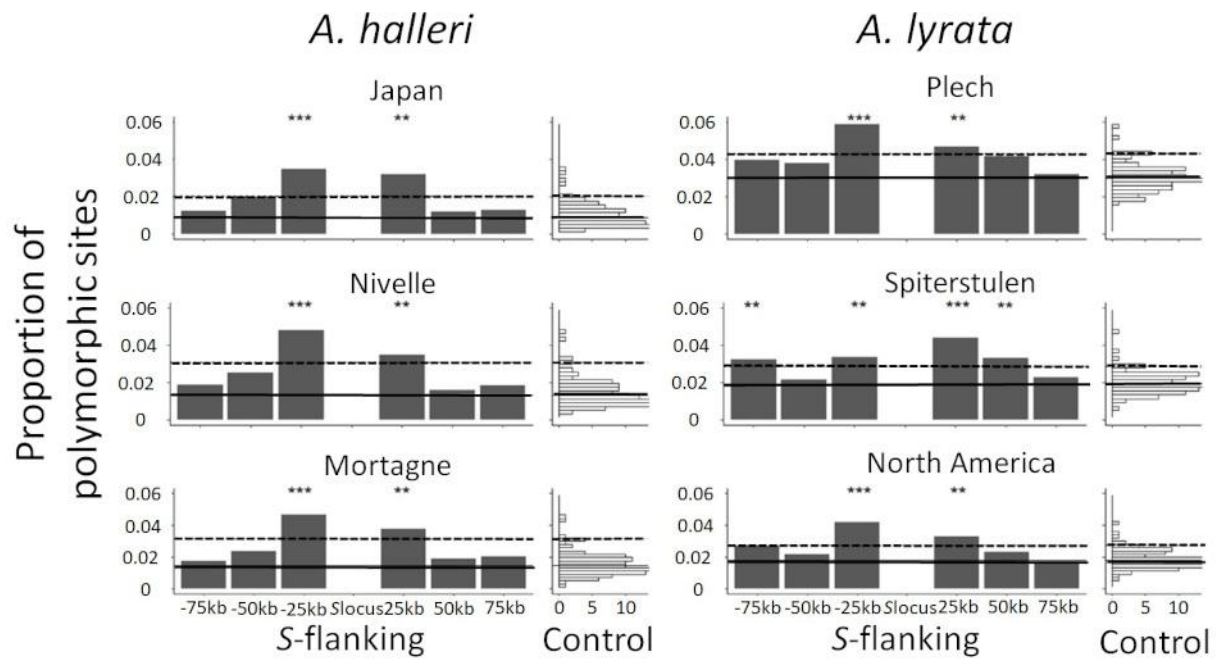 A. halleri
A. lyrata
Proportion of
polymorphic sites
Japan
*** **
0.06
0.04
0.02
0
Plech
*** **
0.06
0.04
0.02
0
Nivelle
*** **
0.06
0.04
0.02
0
Spiterstulen
** ** *** **
0.06
0.04
0.02
0
Mortagne
*** **
0.06
0.04
0.02
0
-75kb -50kb -25kb Slocus 25kb 50kb 75kb
0 5 10
S-flanking
Control
North America
*** **
0.06
0.04
0.02
0
-75kb -50kb -25kb Slocus 25kb 50kb 75kb
0 5 10
S-flanking
Control